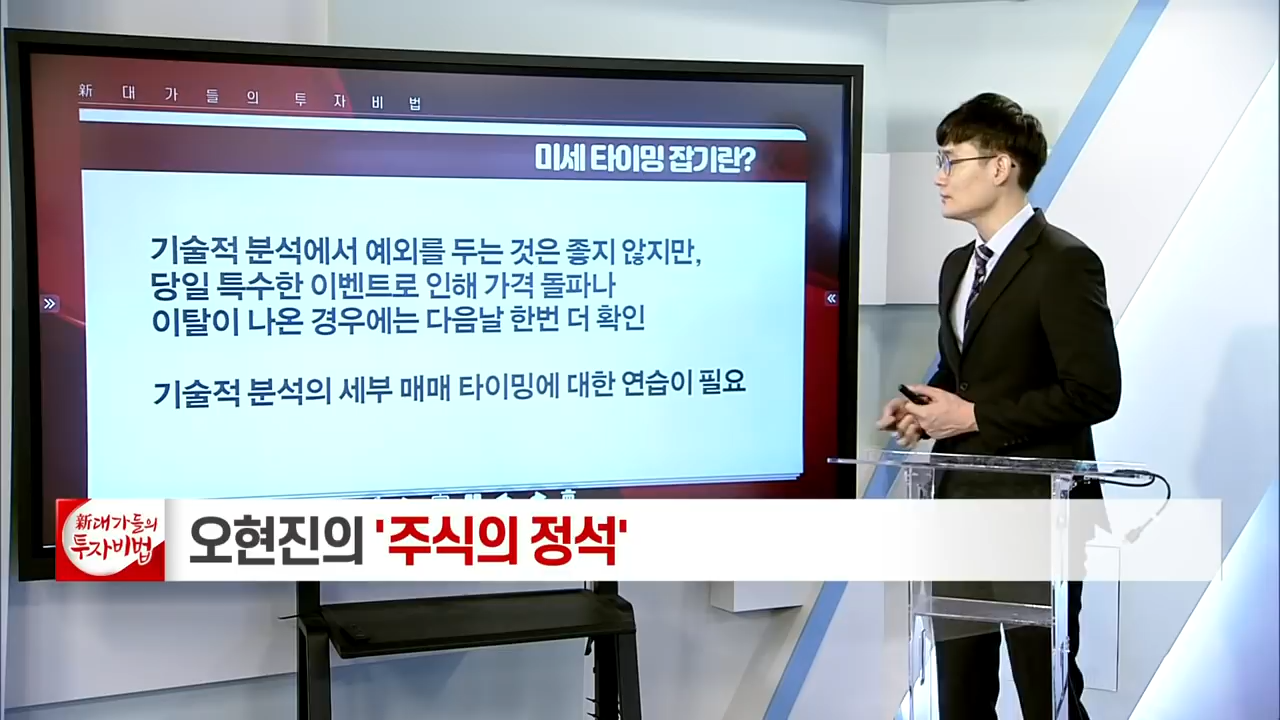 新 대 가 들 의 투 자 비 법
미세 타이밍 잡기란?
기술적 분석에서 예외를 두는 것은 좋지 않지만,
당일 특수한 이벤트로 인해 가격 돌파나
이탈이 나온 경우에는 다음날 한번 더 확인
기술적 분석의 세부 매매 타이밍에 대한 연습이 필요
新대가들의
투자비법
오현진의 '주식의 정석'